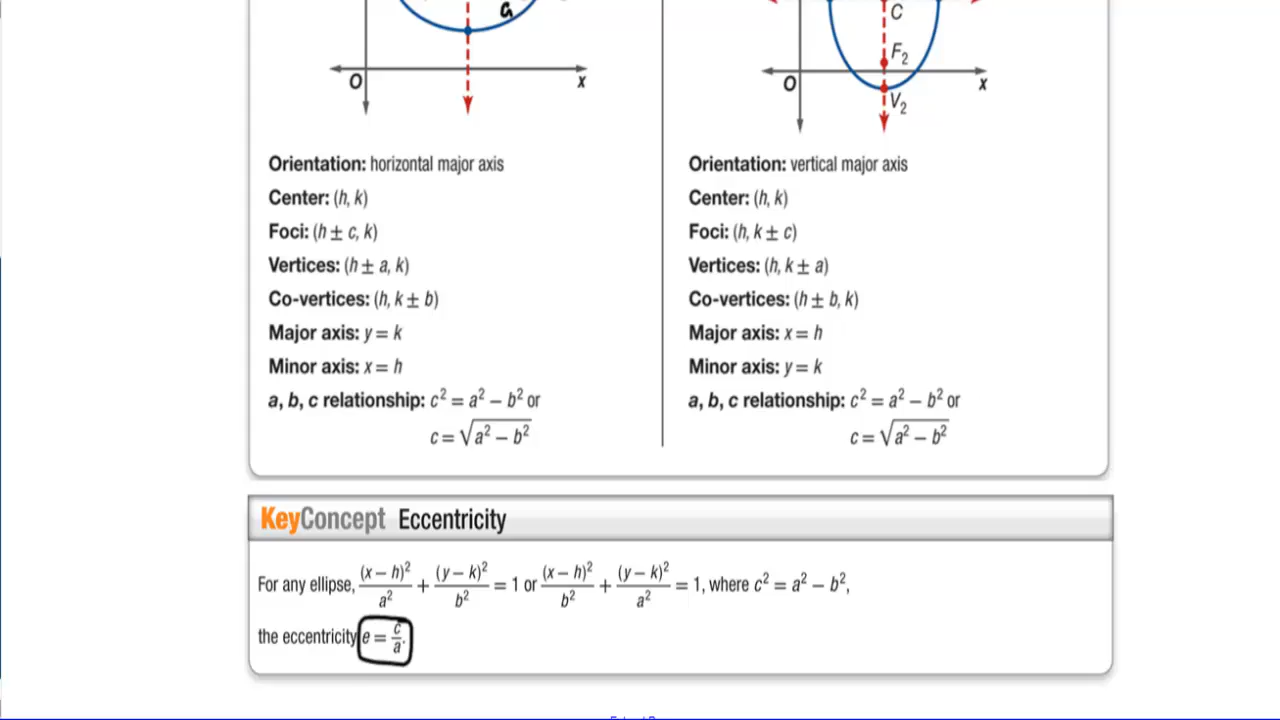 a
O
x
C
F₂
O
x
V₂
Orientation: horizontal major axis
Center: (h, k)
Foci: (h ± c, k)
Vertices: (h ± a, k)
Co-vertices: (h, k ± b)
Major axis: y = k
Minor axis: x = h
a, b, c relationship: c² = a² − b² or
c = √(a² − b²)
Orientation: vertical major axis
Center: (h, k)
Foci: (h, k ± c)
Vertices: (h, k ± a)
Co-vertices: (h ± b, k)
Major axis: x = h
Minor axis: y = k
a, b, c relationship: c² = a² − b² or
c = √(a² − b²)
KeyConcept Eccentricity
For any ellipse, (x − h)²/a² + (y − k)²/b² = 1 or (x − h)²/b² + (y − k)²/a² = 1, where c² = a² − b²,
the eccentricity e = c/a.